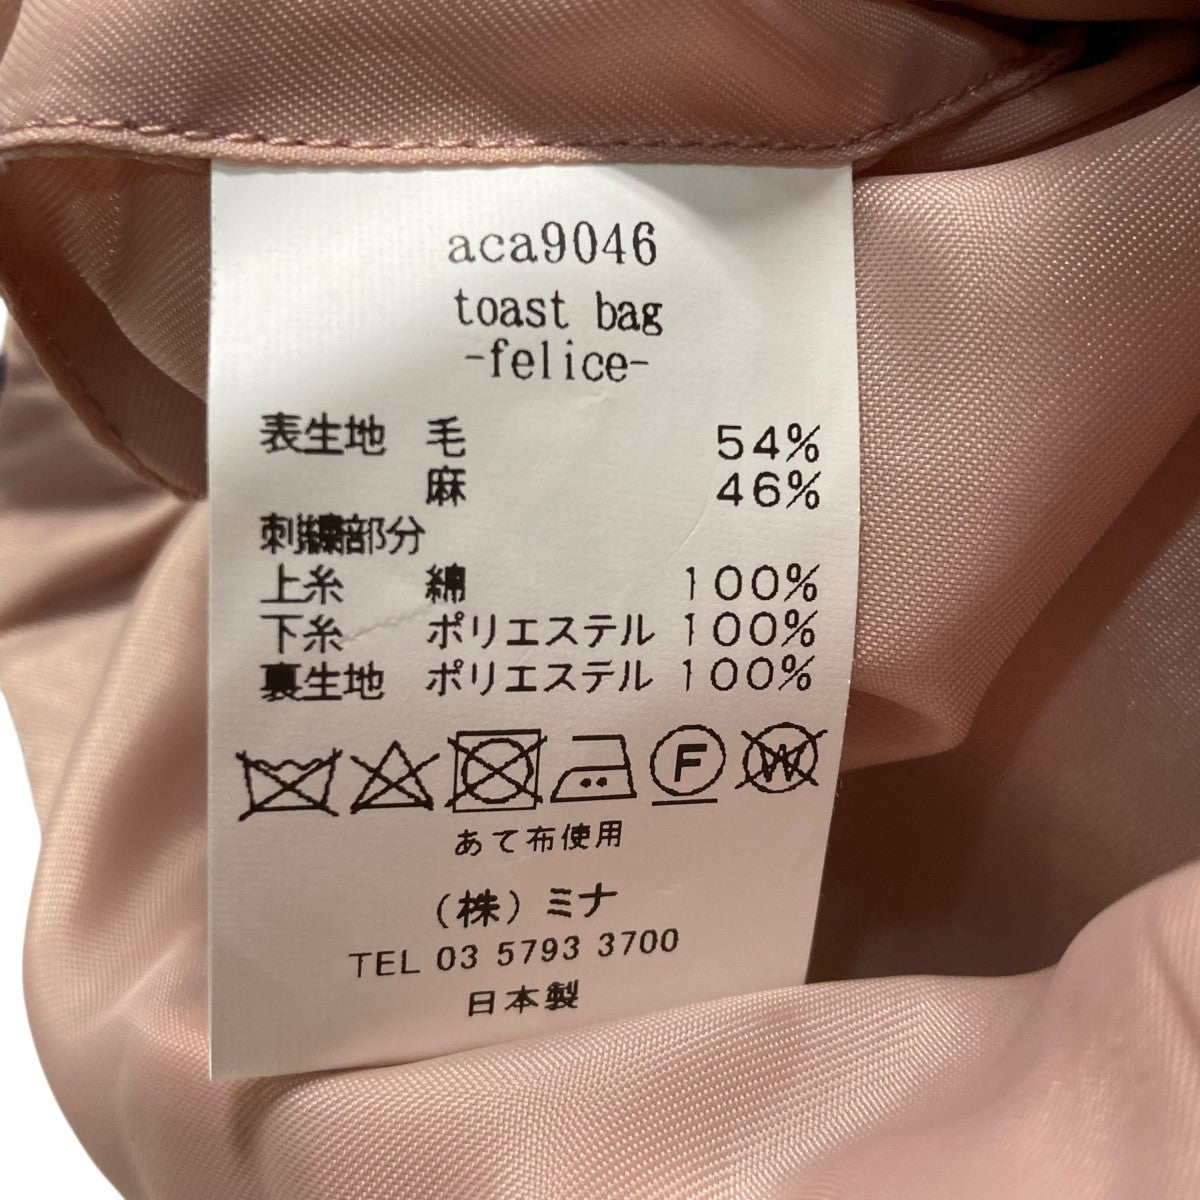 aca9046
toast bag
-felice-
表生地 毛 54%
麻 46%
刺繍部分
上糸 綿 100%
下糸 ポリエステル 100%
裏生地 ポリエステル 100%
F W
あて布使用
(株)ミナ
TEL 03 5793 3700
日本製